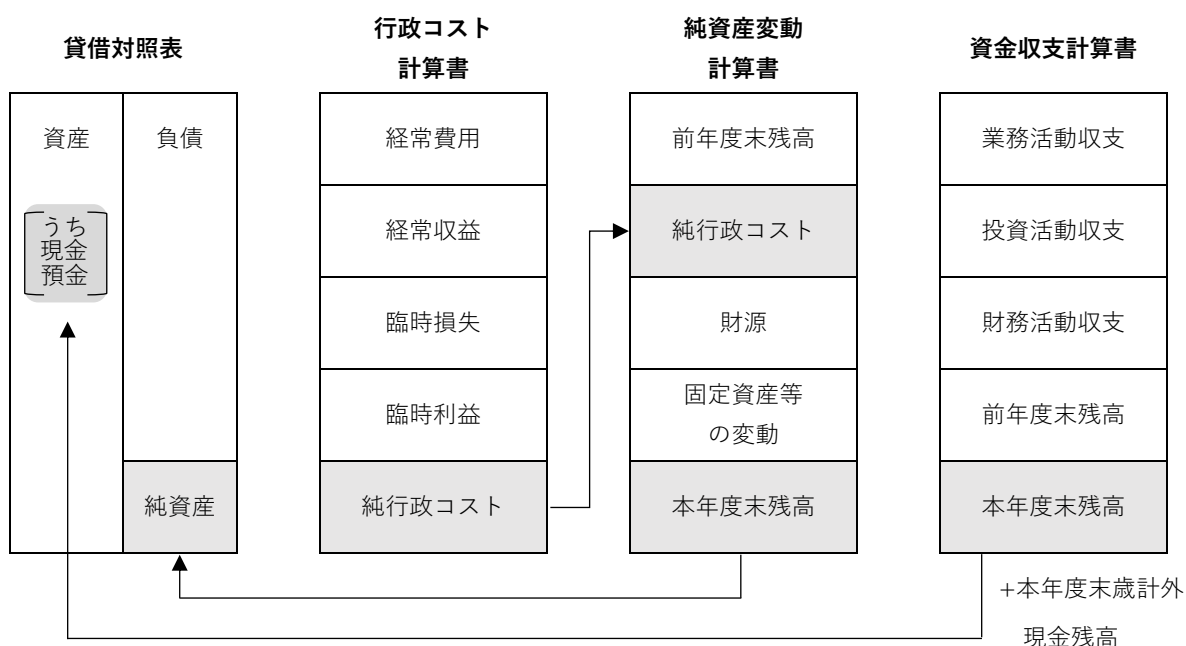 貸借対照表
資産
負債
うち
現金
預金
純資産
行政コスト
計算書
経常費用
経常収益
臨時損失
臨時利益
純行政コスト
純資産変動
計算書
前年度末残高
純行政コスト
財源
固定資産等
の変動
本年度末残高
資金収支計算書
業務活動収支
投資活動収支
財務活動収支
前年度末残高
本年度末残高
+本年度末歳計外
現金残高